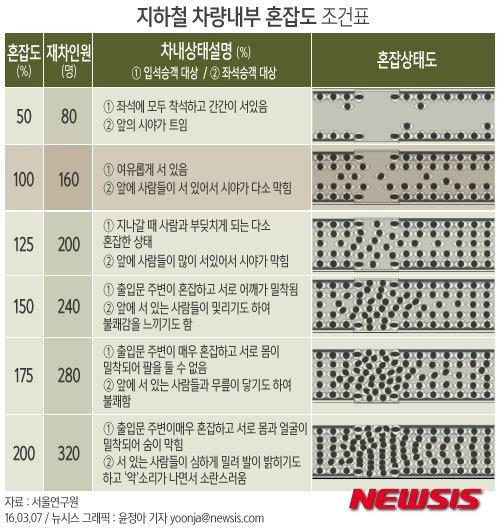 지하철 차량내부 혼잡도 조건표
혼잡도
(%)
재차인원
(명)
차내상태설명 (%)
① 입석승객 대상 / ② 좌석승객 대상
혼잡상태도
50
80
① 좌석에 모두 착석하고 간간이 서있음
② 앞의 시야가 트임
100
160
① 여유롭게 서 있음
② 앞에 사람들이 서 있어서 시야가 다소 막힘
125
200
① 지나갈 때 사람과 부딪치게 되는 다소
혼잡한 상태
② 앞에 사람들이 많이 서있어서 시야가 막힘
150
240
① 출입문 주변이 혼잡하고 서로 어깨가 밀착됨
② 앞에 서 있는 사람들이 밀리기도 하여
불쾌감을 느끼기도 함
175
280
① 출입문 주변이 매우 혼잡하고 서로 몸이
밀착되어 팔을 둘 수 없음
② 앞에 서 있는 사람들과 무릎이 닿기도 하여
불쾌함
200
320
① 출입문 주변이매우 혼잡하고 서로 몸과 얼굴이
밀착되어 숨이 막힘
② 서 있는 사람들이 심하게 밀려 발이 밟히기도
하고 '악'소리가 나면서 소란스러움
자료 : 서울연구원
16.03.07 / 뉴시스 그래픽 : 윤정아 기자 yoonja@newsis.com
NEWSIS